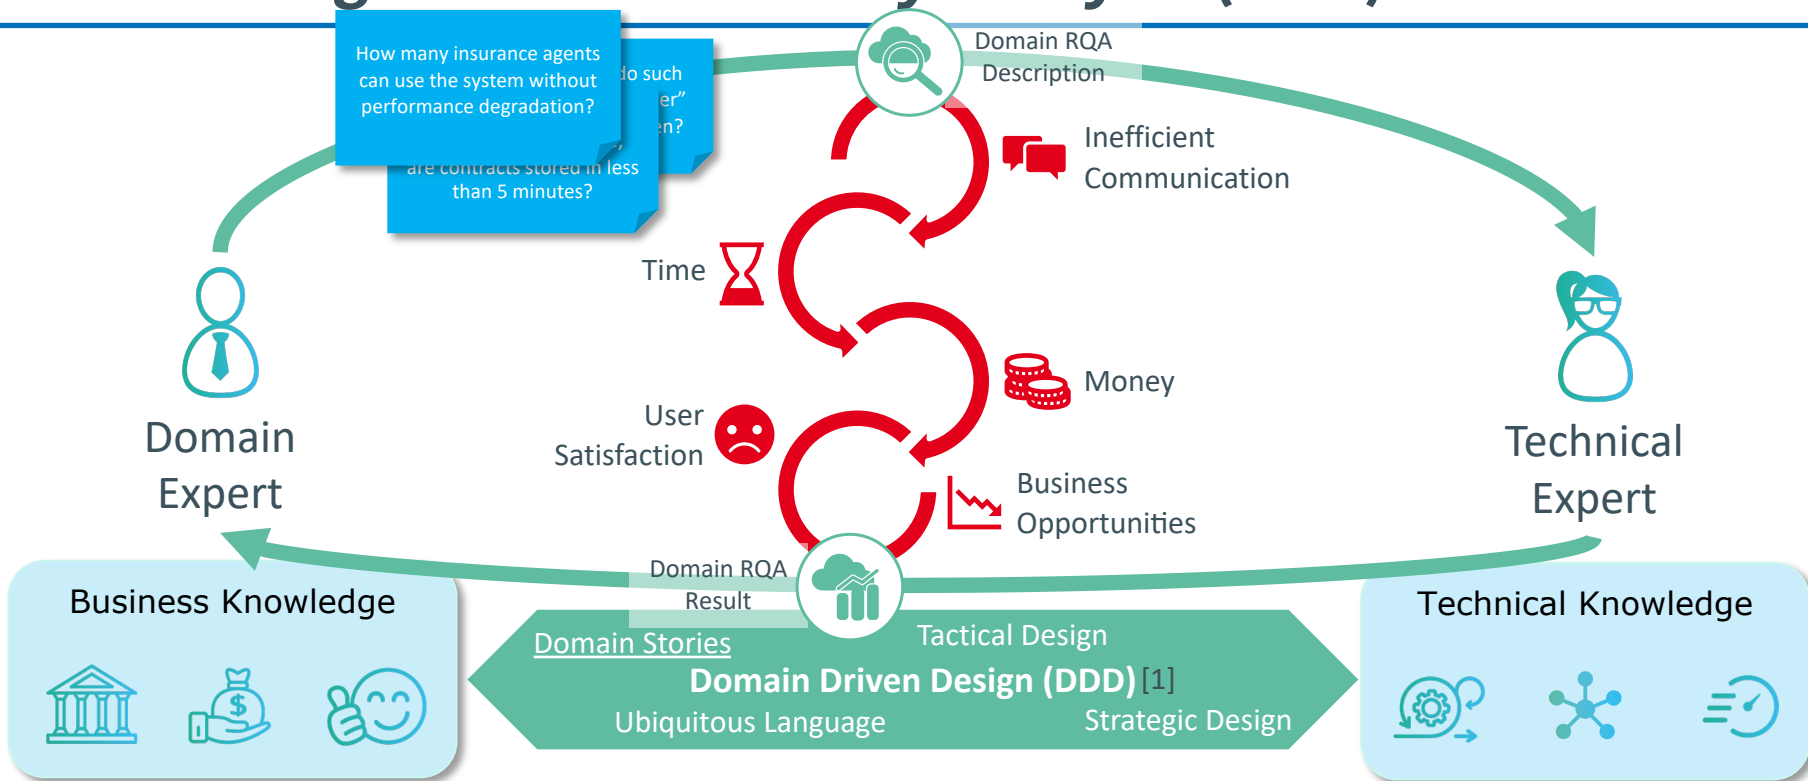 How many insurance agents
can use the system without
performance degradation?
do such
er”
en?
are contracts stored in less
than 5 minutes?
Domain RQA
Description
Inefficient
Communication
Time
Money
User
Satisfaction
Business
Opportunities
Domain
Expert
Technical
Expert
Domain RQA
Result
Business Knowledge
Technical Knowledge
Domain Stories
Tactical Design
Domain Driven Design (DDD) [1]
Ubiquitous Language
Strategic Design
$